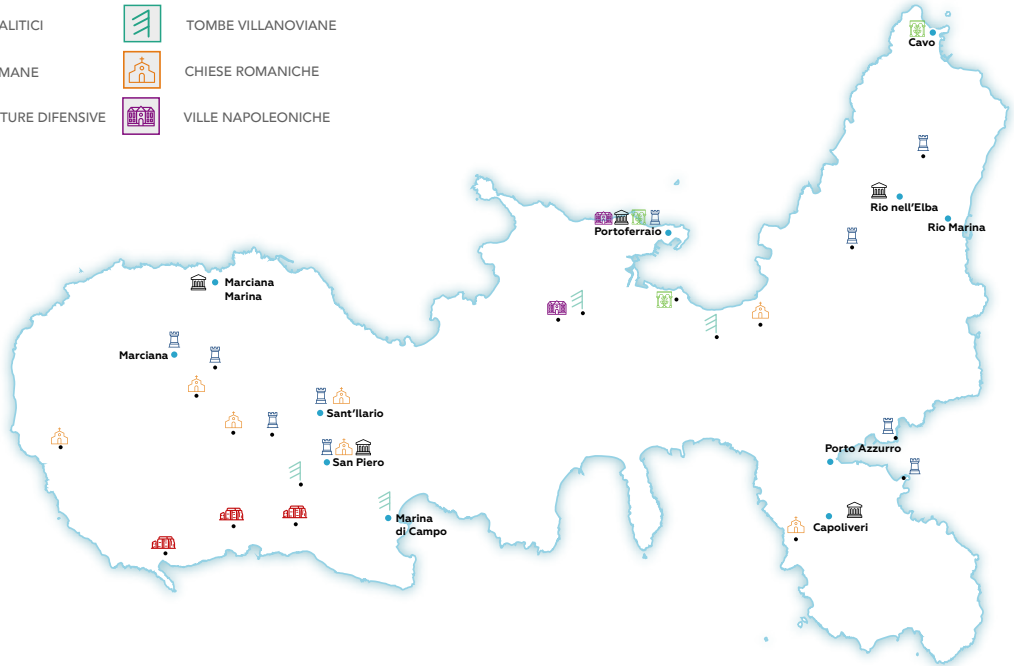 ALITICI
TOMBE VILLANOVIANE
MANE
CHIESE ROMANICHE
TURE DIFENSIVE
VILLE NAPOLEONICHE
Cavo
Rio nell'Elba
Rio Marina
Portoferraio
Marciana
Marina
Marciana
Sant'Ilario
San Piero
Marina
di Campo
Porto Azzurro
Capoliveri